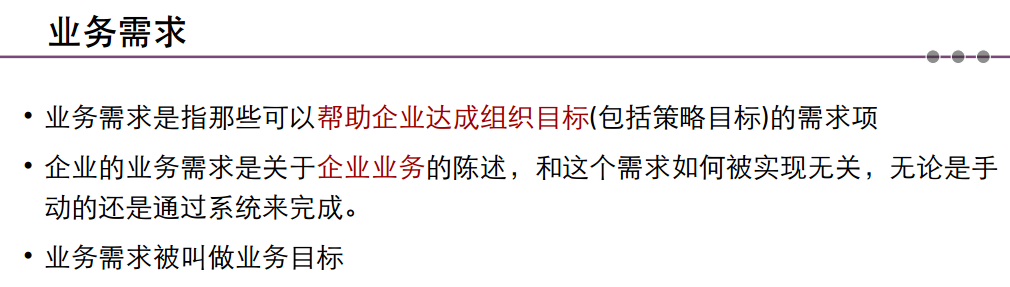 业务需求
• 业务需求是指那些可以帮助企业达成组织目标(包括策略目标)的需求项
• 企业的业务需求是关于企业业务的陈述，和这个需求如何被实现无关，无论是手
动的还是通过系统来完成。
• 业务需求被叫做业务目标